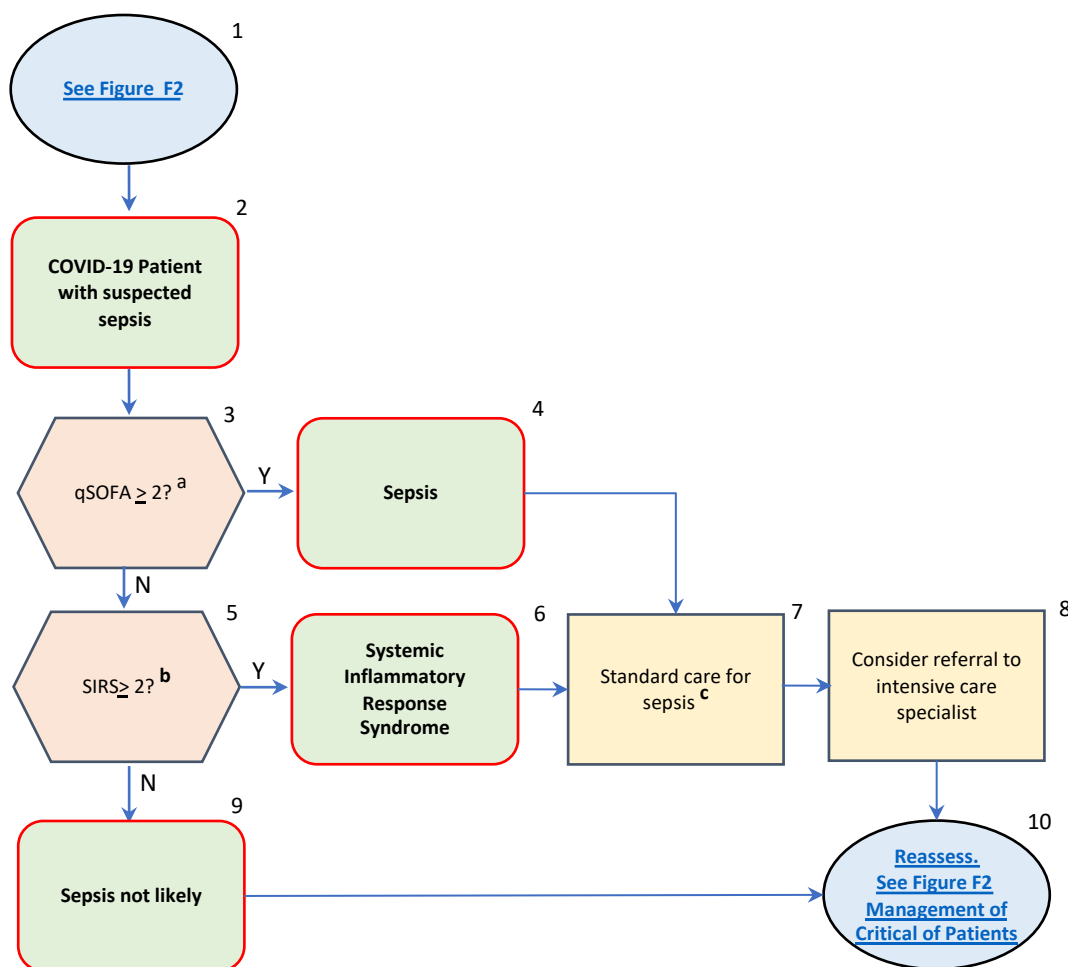 1
See Figure  F2
2
COVID-19 Patient
with suspected
sepsis
3
qSOFA ≥ 2? a
Y
4
Sepsis
N
5
SIRS≥ 2? b
Y
6
Systemic
Inflammatory
Response
Syndrome
7
Standard care for
sepsis c
8
Consider referral to
intensive care
specialist
N
9
Sepsis not likely
10
Reassess.
See Figure F2
Management of
Critical of Patients